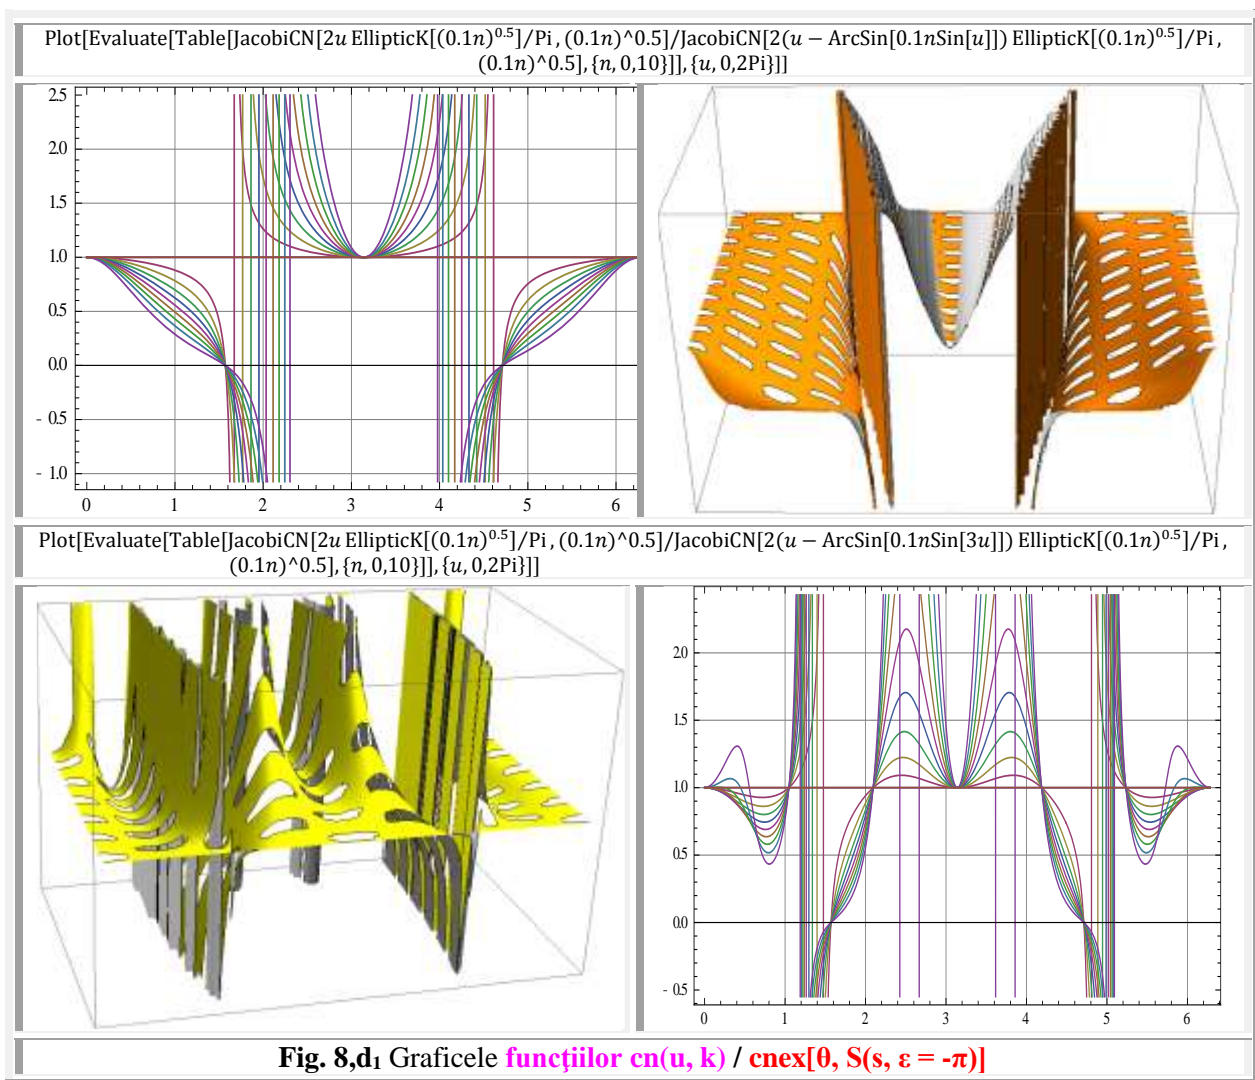 Plot[Evaluate[Table[JacobiCN[2u EllipticK[(0.1n)^0.5]/Pi , (0.1n)^0.5]/JacobiCN[2(u − ArcSin[0.1nSin[u]]) EllipticK[(0.1n)^0.5]/Pi ,
(0.1n)^0.5], {n, 0,10}]], {u, 0,2Pi}]]
2.5
2.0
1.5
1.0
0.5
0.0
- 0.5
- 1.0
0 1 2 3 4 5 6
Plot[Evaluate[Table[JacobiCN[2u EllipticK[(0.1n)^0.5]/Pi , (0.1n)^0.5]/JacobiCN[2(u − ArcSin[0.1nSin[3u]]) EllipticK[(0.1n)^0.5]/Pi ,
(0.1n)^0.5], {n, 0,10}]], {u, 0,2Pi}]]
2.0
1.5
1.0
0.5
0.0
- 0.5
0 1 2 3 4 5 6
Fig. 8,d₁ Graficele funcţiilor cn(u, k) / cnex[θ, S(s, ε = -π)]